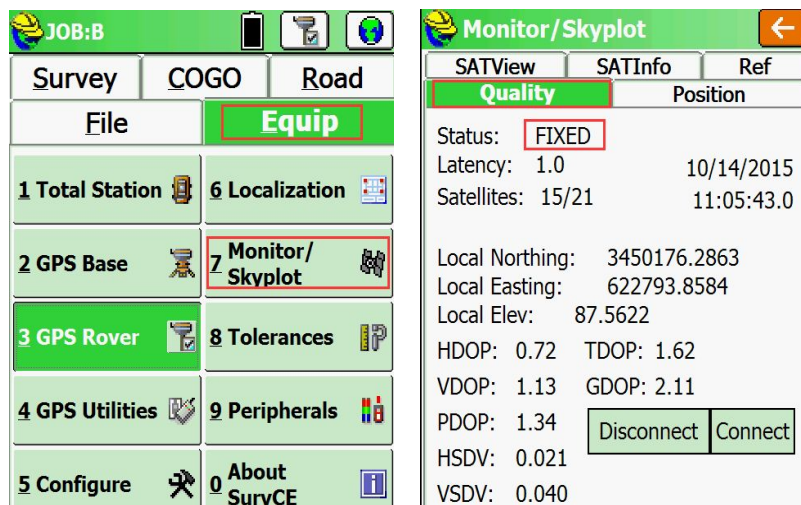 JOB:B
Survey COGO Road
File Equip
1 Total Station 6 Localization
2 GPS Base 7 Monitor/
Skyplot
3 GPS Rover 8 Tolerances
4 GPS Utilities 9 Peripherals
5 Configure 0 About
SurvCE
Monitor/Skyplot
SATView SATInfo Ref
Quality Position
Status: FIXED
Latency: 1.0 10/14/2015
Satellites: 15/21 11:05:43.0
Local Northing: 3450176.2863
Local Easting: 622793.8584
Local Elev: 87.5622
HDOP: 0.72 TDOP: 1.62
VDOP: 1.13 GDOP: 2.11
PDOP: 1.34 Disconnect Connect
HSDV: 0.021
VSDV: 0.040